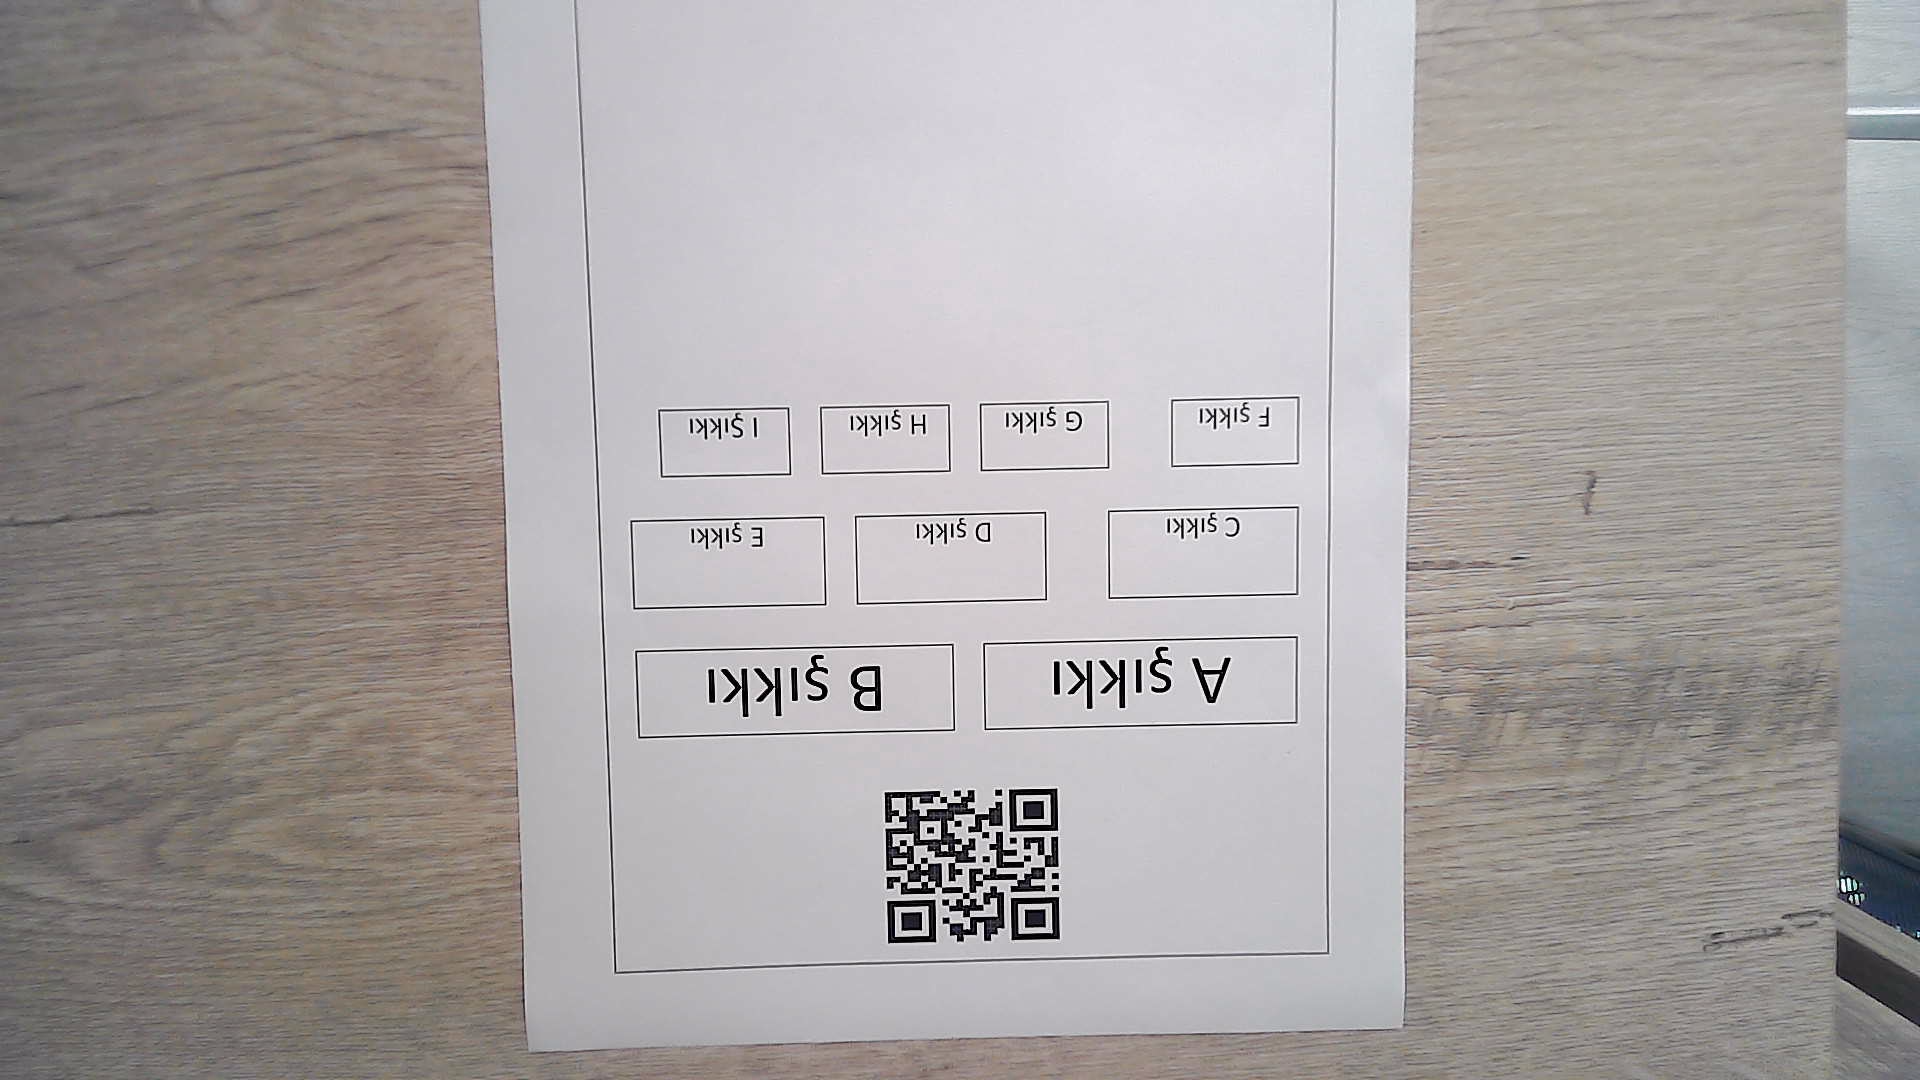 A şıkkı
B şıkkı
C şıkkı
D şıkkı
E şıkkı
F şıkkı
G şıkkı
H şıkkı
I Şıkkı